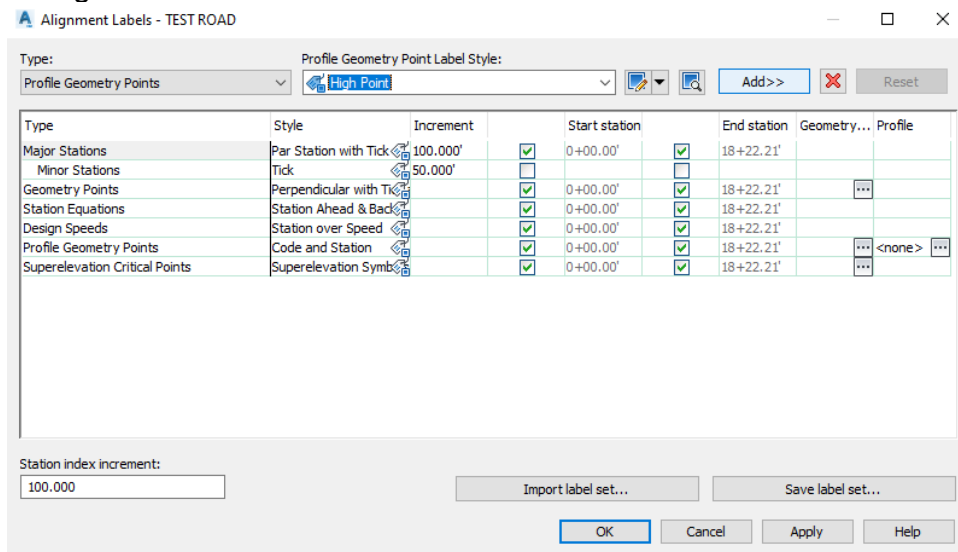 Alignment Labels - TEST ROAD
Type: Profile Geometry Point Label Style:
Profile Geometry Points High Point Add>> Reset
Type Style Increment Start station End station Geometry... Profile
Major Stations Par Station with Tick 100.000' 0+00.00' 18+22.21'
Minor Stations Tick 50.000'
Geometry Points Perpendicular with Tic 0+00.00' 18+22.21' ...
Station Equations Station Ahead & Back 0+00.00' 18+22.21'
Design Speeds Station over Speed 0+00.00' 18+22.21'
Profile Geometry Points Code and Station 0+00.00' 18+22.21' ... <none> ...
Superelevation Critical Points Superelevation Symb 0+00.00' 18+22.21' ...
Station index increment:
100.000 Import label set... Save label set...
OK Cancel Apply Help